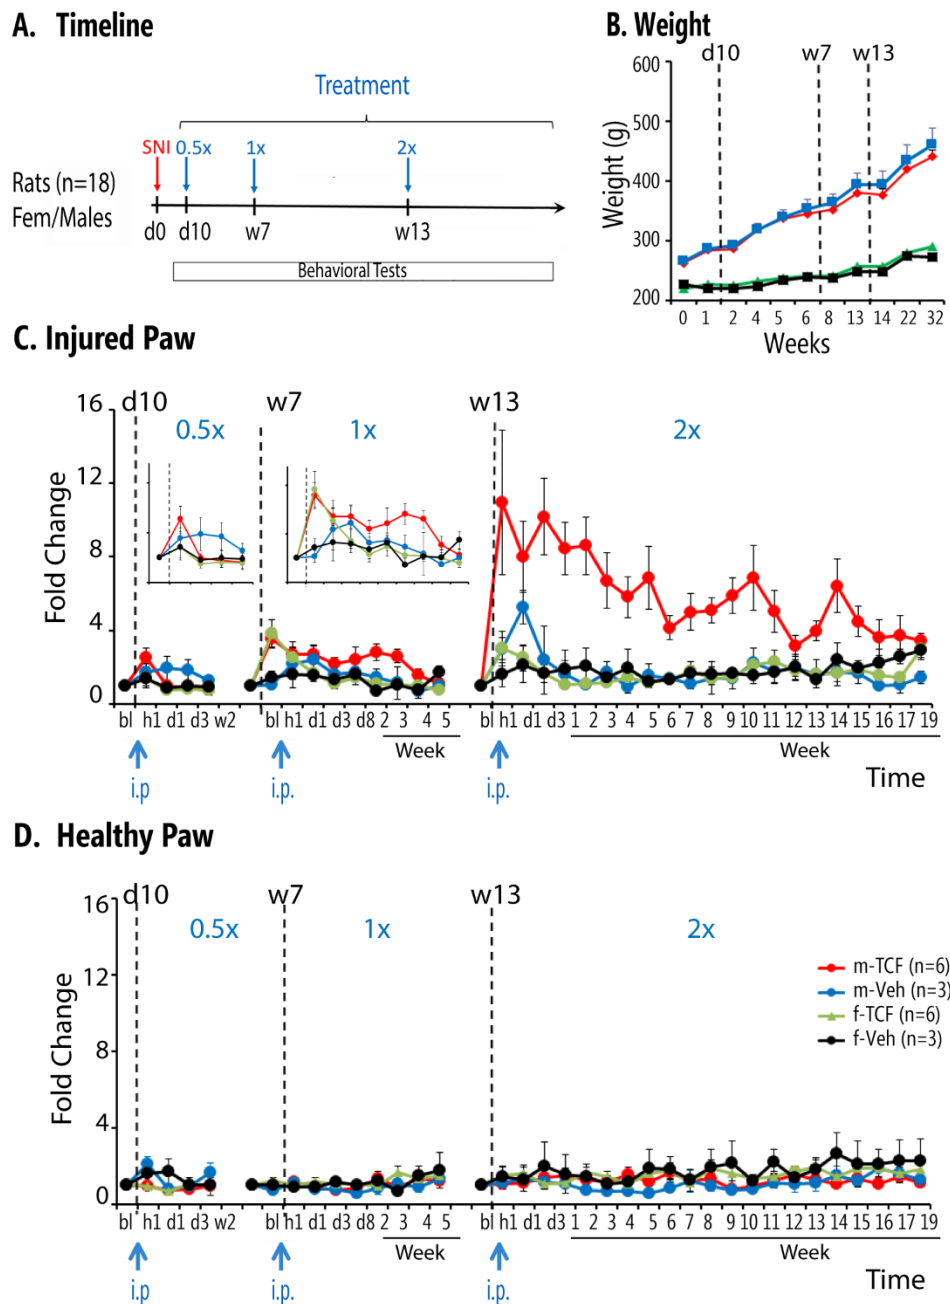 A. Timeline
Treatment
SNI 0.5x 1x 2x
Rats (n=18)
Fem/Males
d0 d10 w7 w13
Behavioral Tests
B. Weight
d10 w7 w13
600
500
400
300
200
Weight (g)
0 1 2 4 5 6 8 13 14 22 32
Weeks
C. Injured Paw
d10 w7 w13
0.5x 1x 2x
16
12
8
4
0
Fold Change
bl h1 d1 d3 w2 bl h1 d1 d3 d8 2 3 4 5 bl h1 d1 d3 1 2 3 4 5 6 7 8 9 10 11 12 13 14 15 16 17 19
Week Week
i.p i.p. i.p.
Time
D. Healthy Paw
d10 w7 w13
0.5x 1x 2x
16
12
8
4
0
Fold Change
m-TCF (n=6)
m-Veh (n=3)
f-TCF (n=6)
f-Veh (n=3)
bl h1 d1 d3 w2 bl h1 d1 d3 d8 2 3 4 5 bl h1 d1 d3 1 2 3 4 5 6 7 8 9 10 11 12 13 14 15 16 17 19
Week Week
i.p i.p. i.p.
Time